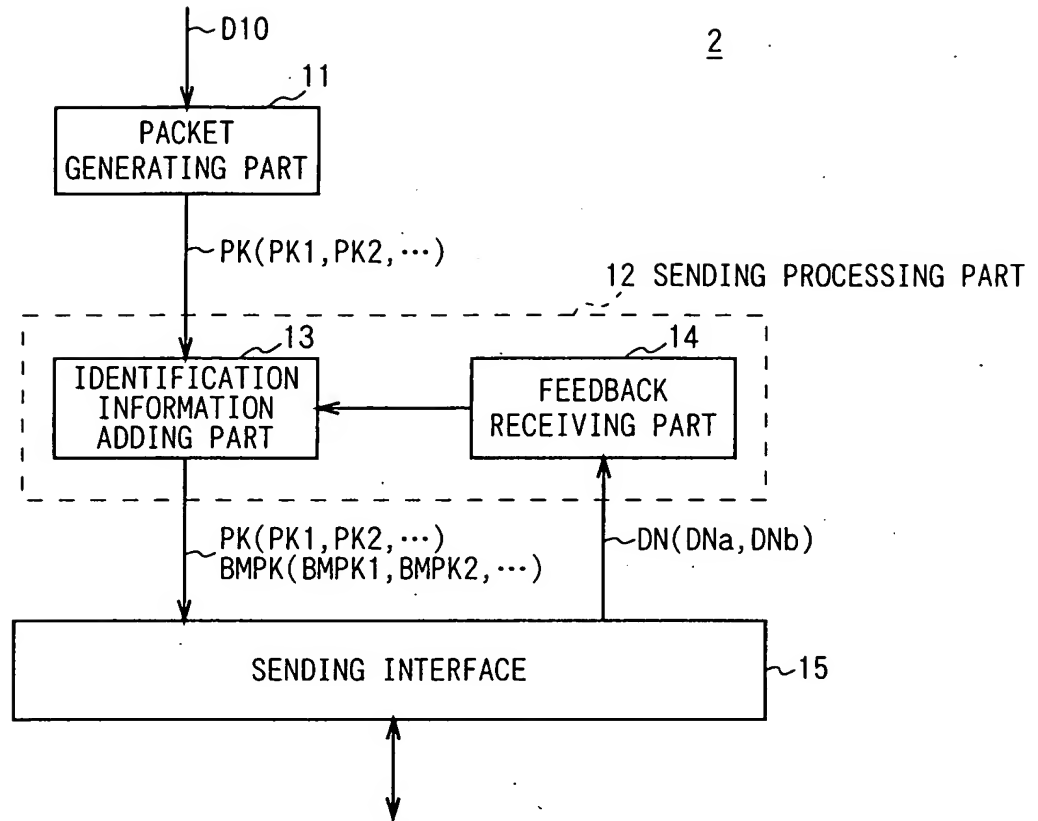 D10
2
11
PACKET
GENERATING PART
PK(PK1,PK2,···)
12 SENDING PROCESSING PART
13
14
IDENTIFICATION
INFORMATION
ADDING PART
FEEDBACK
RECEIVING PART
PK(PK1,PK2,···)
BMPK(BMPK1,BMPK2,···)
DN(DNa,DNb)
SENDING INTERFACE
15